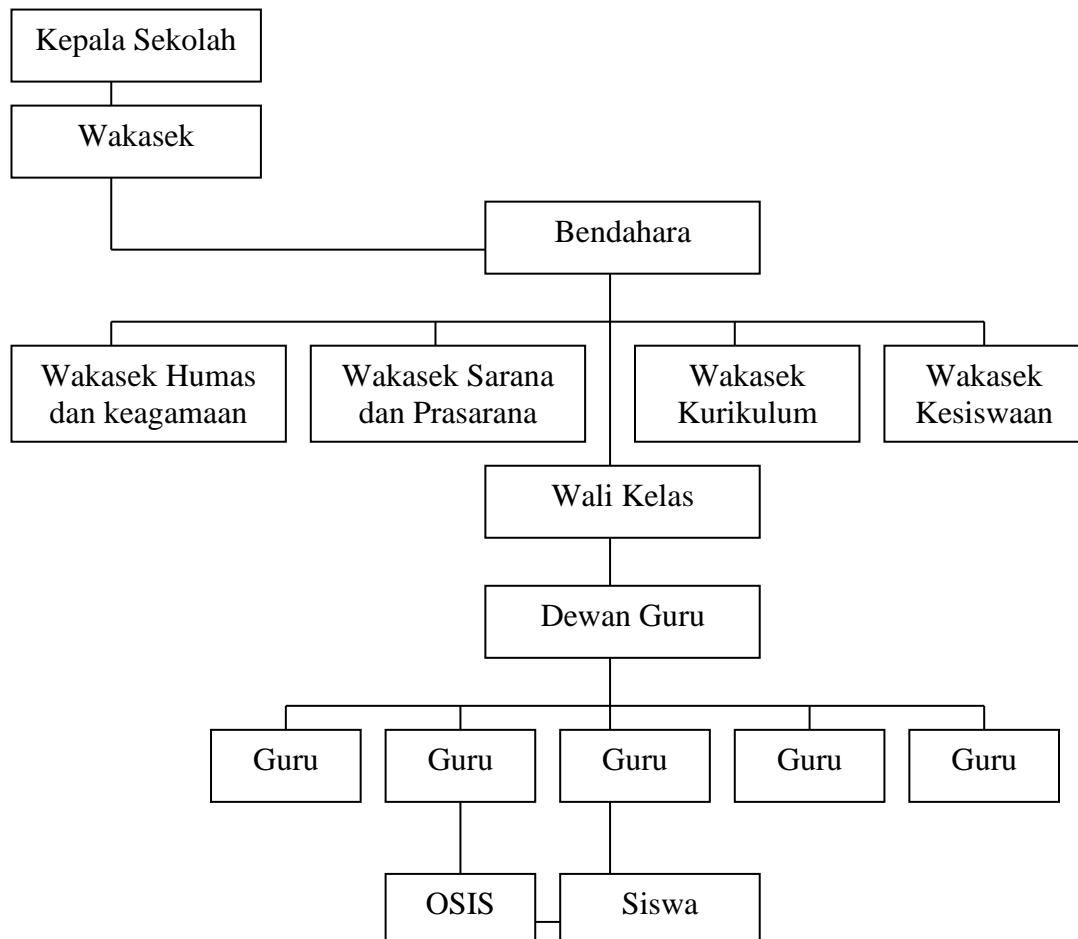 Kepala Sekolah
Wakasek
Bendahara
Wakasek Humas
dan keagamaan
Wakasek Sarana
dan Prasarana
Wakasek
Kurikulum
Wakasek
Kesiswaan
Wali Kelas
Dewan Guru
Guru
Guru
Guru
Guru
Guru
OSIS
Siswa